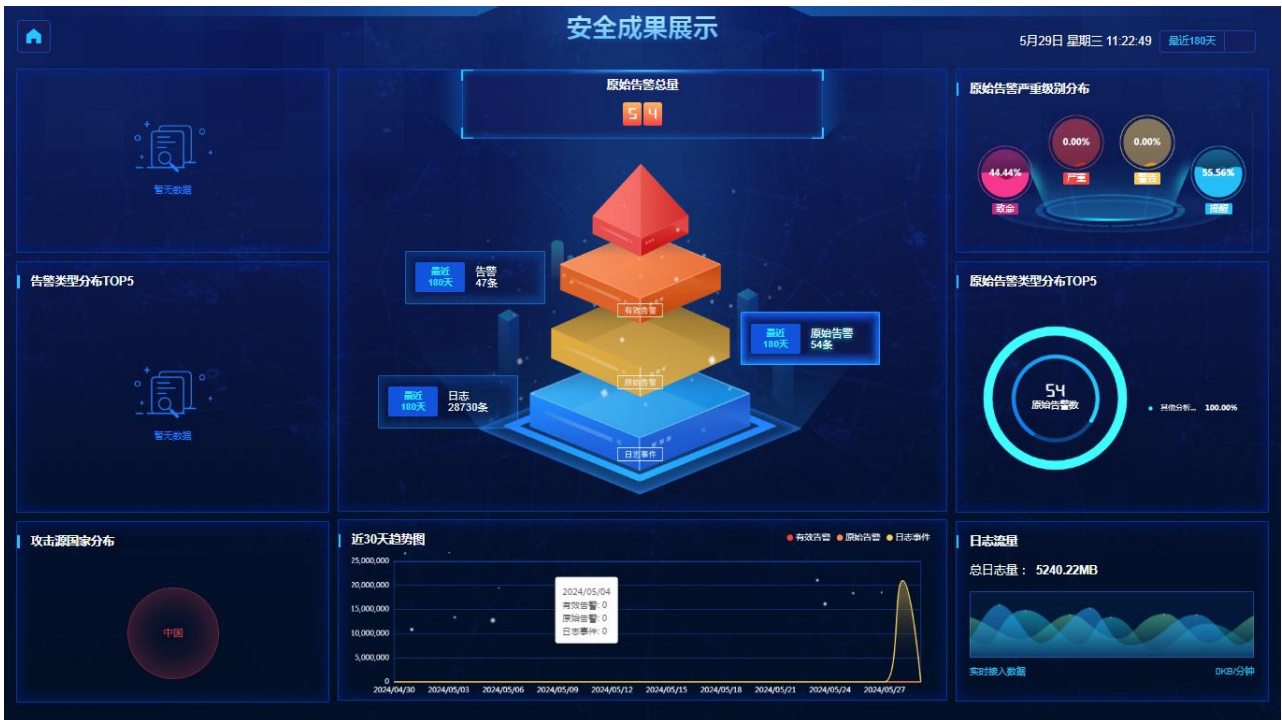 安全成果展示
5月29日 星期三 11:22:49
最近180天
暂无数据
告警类型分布TOP5
暂无数据
攻击源国家分布
中国
原始告警总量
54
最近
180天
告警
47条
最近
180天
原始告警
54条
最近
180天
日志
28730条
有效告警
原始告警
日志事件
近30天趋势图
有效告警 原始告警 日志事件
25,000,000
20,000,000
15,000,000
10,000,000
5,000,000
0
2024/05/04
有效告警: 0
原始告警: 0
日志事件: 0
2024/04/30 2024/05/03 2024/05/06 2024/05/09 2024/05/12 2024/05/15 2024/05/18 2024/05/21 2024/05/24 2024/05/27
原始告警严重级别分布
44.44%
致命
0.00%
严重
0.00%
警告
55.56%
提醒
原始告警类型分布TOP5
54
原始告警数
其他分析... 100.00%
日志流量
总日志量： 5240.22MB
实时接入数据 0KB/分钟